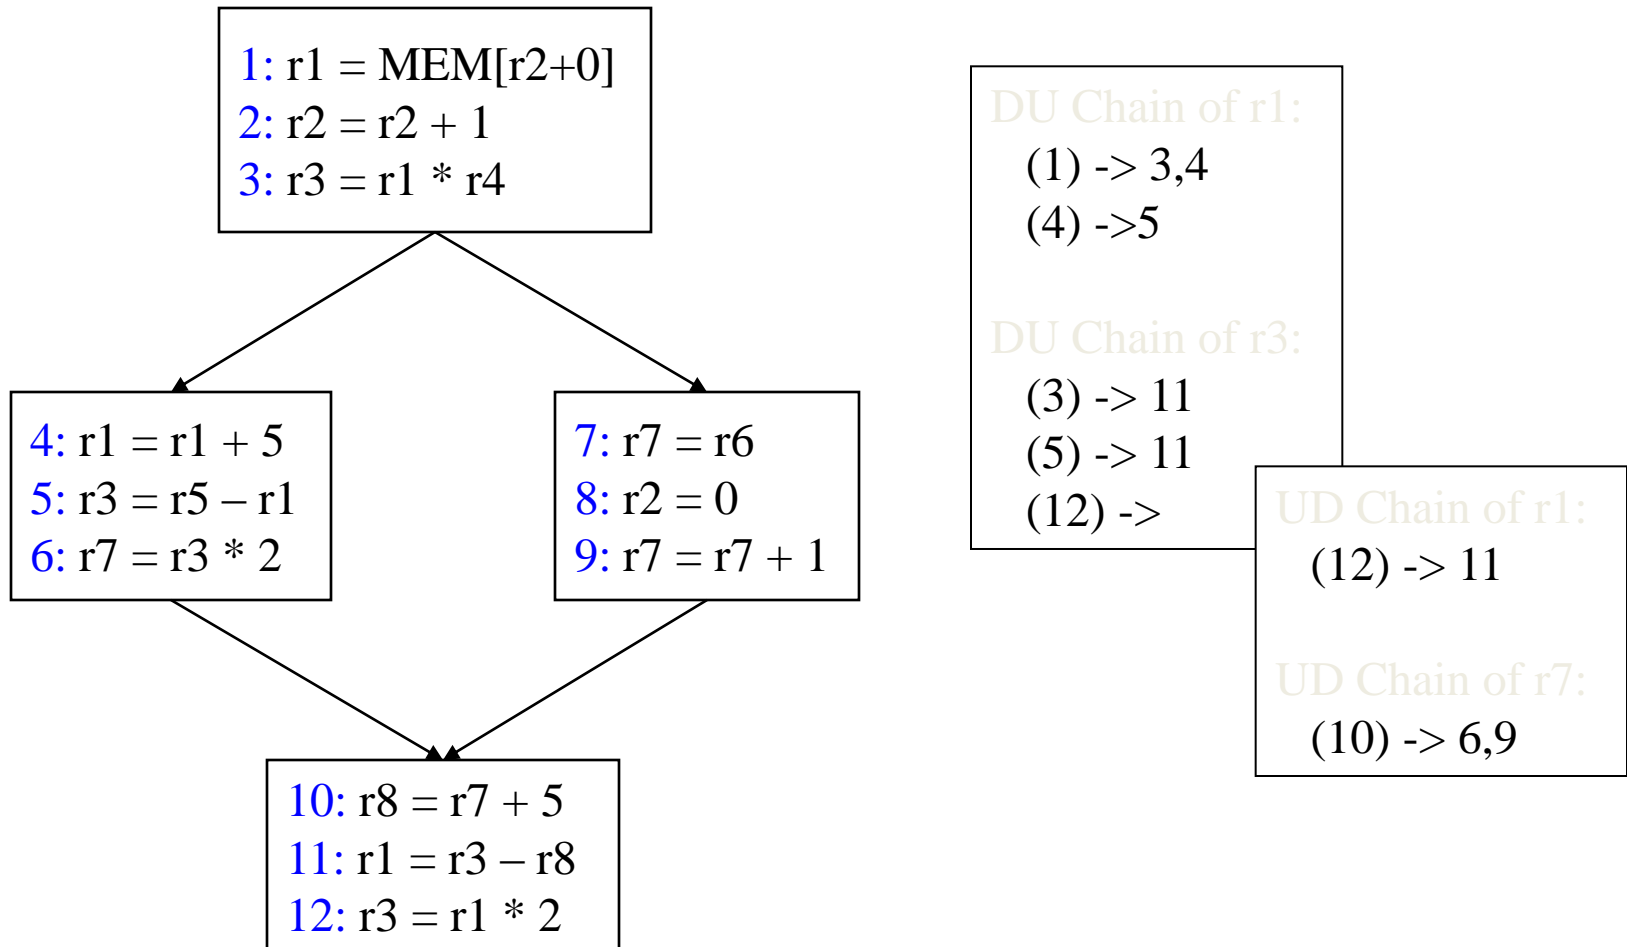 1: r1 = MEM[r2+0]
2: r2 = r2 + 1
3: r3 = r1 * r4
4: r1 = r1 + 5
5: r3 = r5 – r1
6: r7 = r3 * 2
7: r7 = r6
8: r2 = 0
9: r7 = r7 + 1
10: r8 = r7 + 5
11: r1 = r3 – r8
12: r3 = r1 * 2
DU Chain of r1:
(1) -> 3,4
(4) ->5
DU Chain of r3:
(3) -> 11
(5) -> 11
(12) ->
UD Chain of r1:
(12) -> 11
UD Chain of r7:
(10) -> 6,9